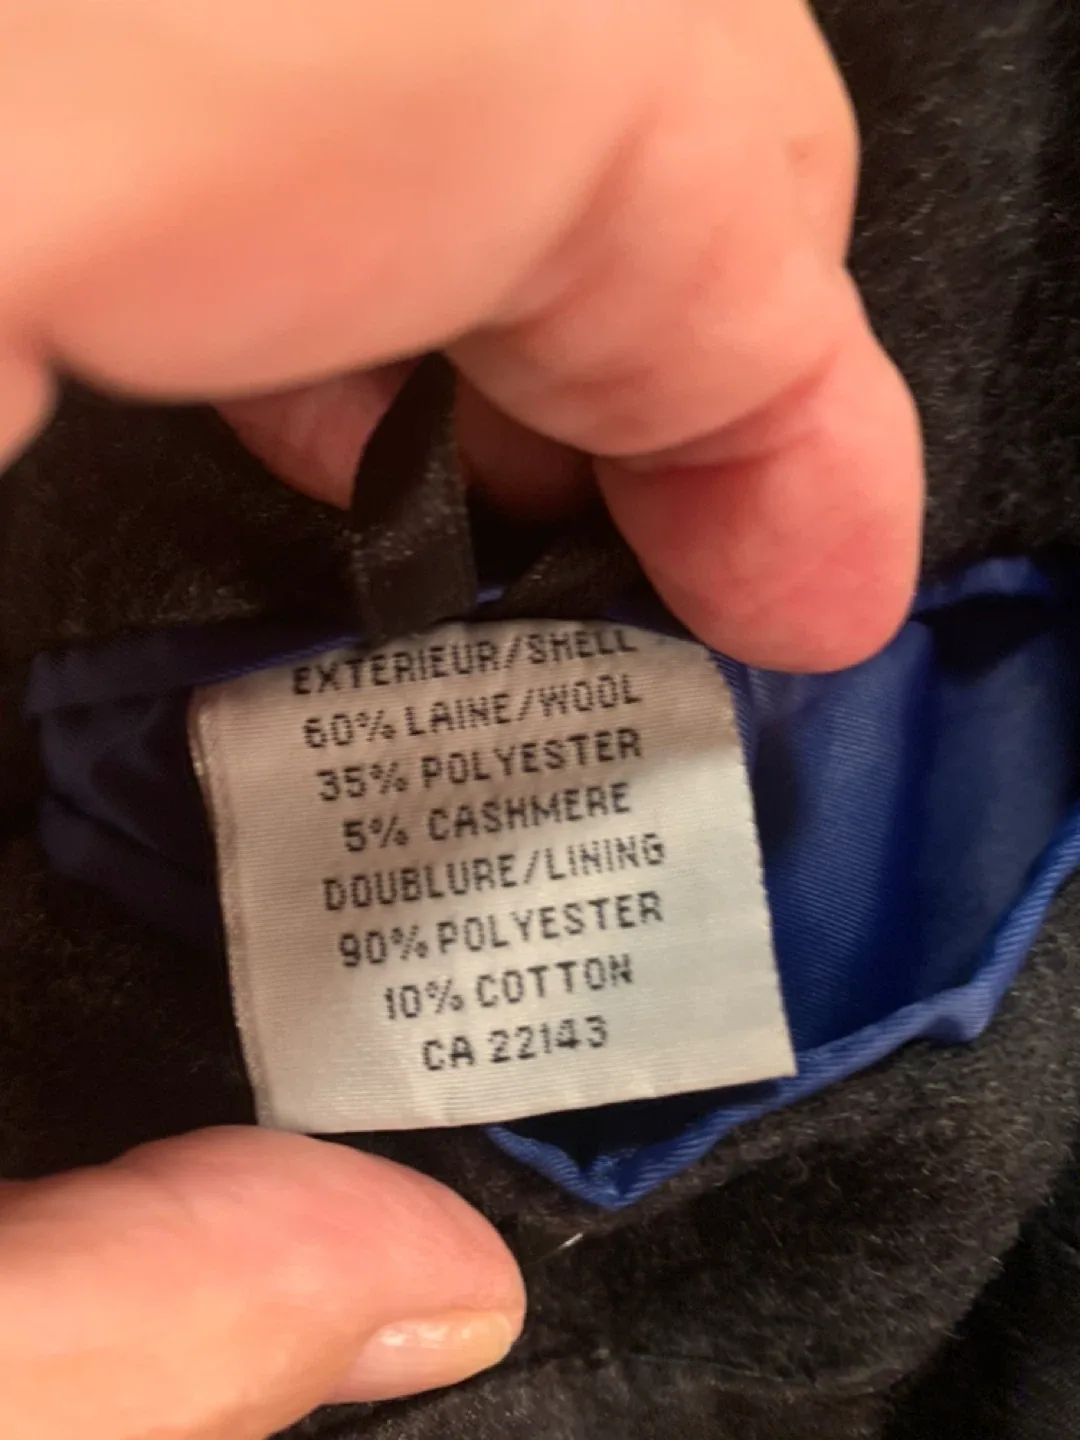 EXTERIEUR/SHELL
60% LAINE/WOOL
35% POLYESTER
5% CASHMERE
DOUBLURE/LINING
90% POLYESTER
10% COTTON
CA 22143